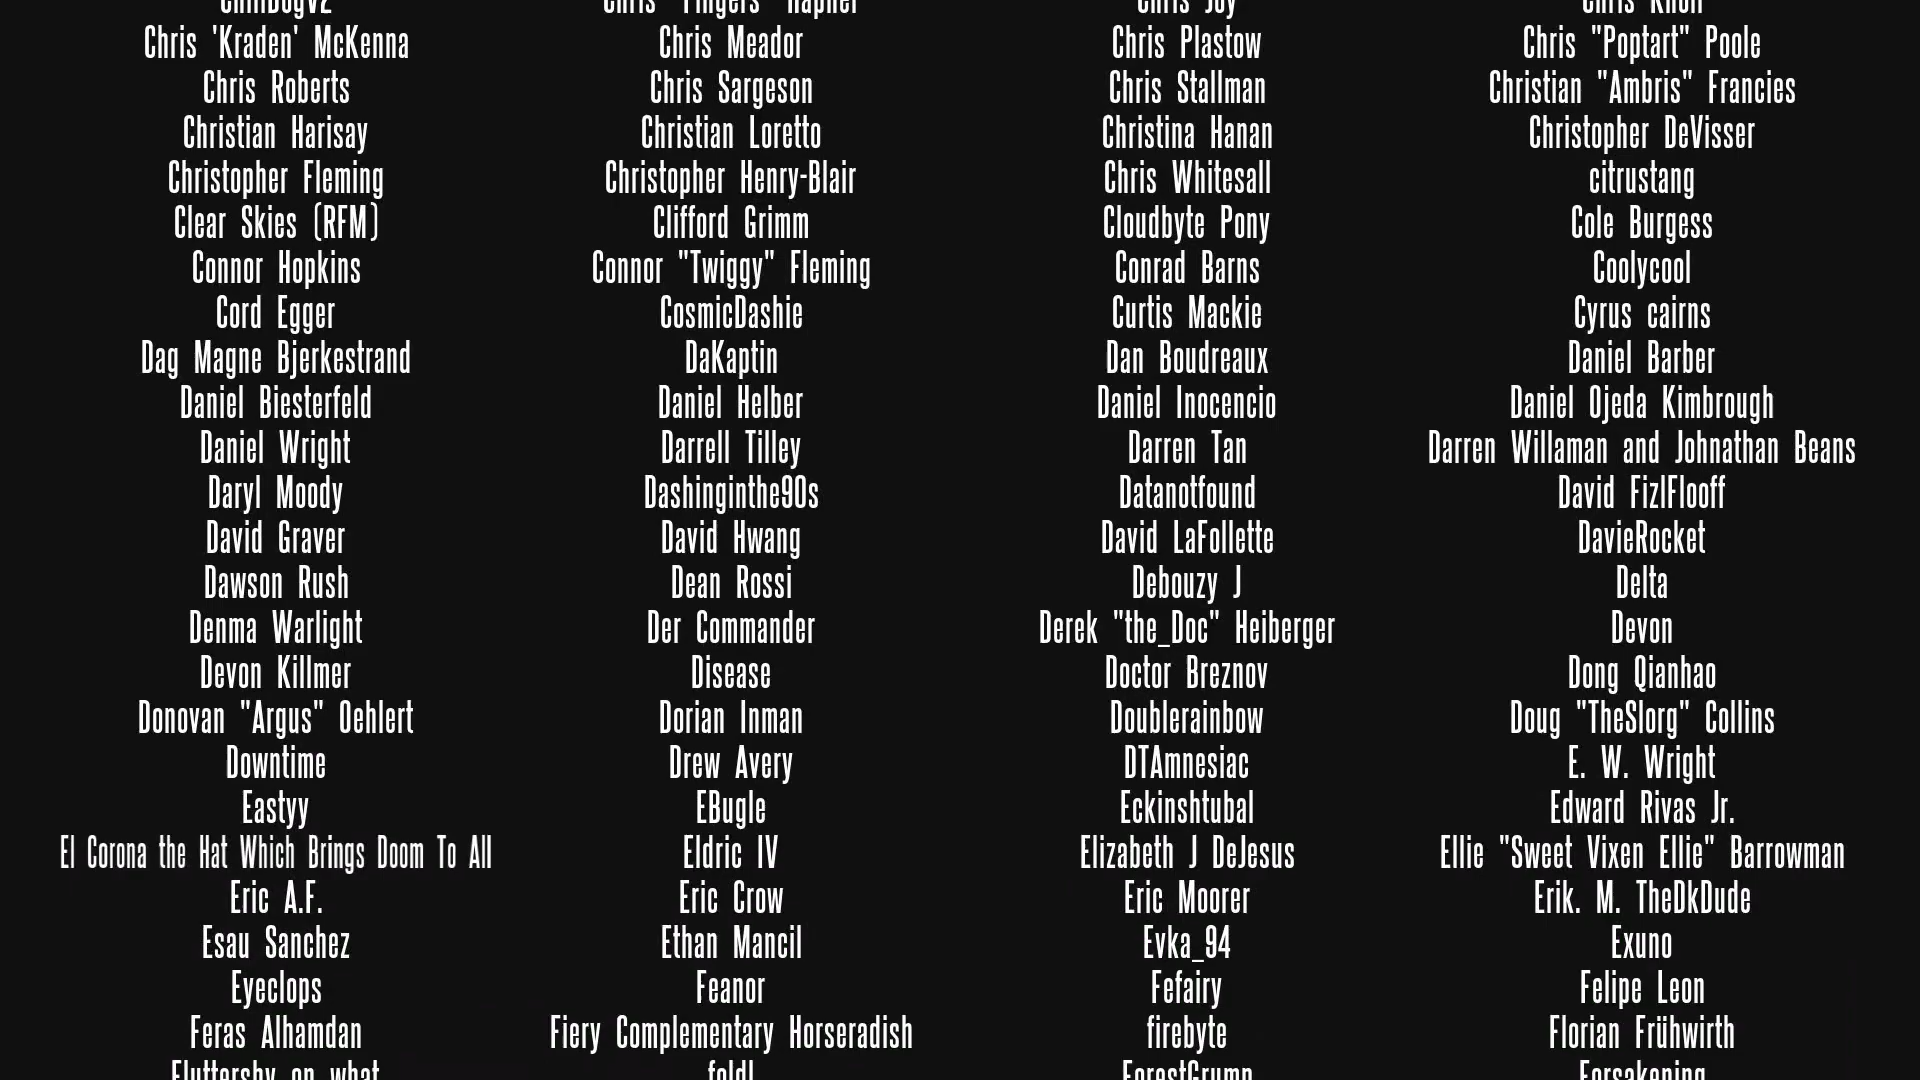 Chris 'Kraden' McKenna Chris Meador Chris Plastow Chris "Poptart" Poole
Chris Roberts Chris Sargeson Chris Stallman Christian "Ambris" Francies
Christian Harisay Christian Loretto Christina Hanan Christopher DeVisser
Christopher Fleming Christopher Henry-Blair Chris Whitesall citrustang
Clear Skies (RFM) Clifford Grimm Cloudbyte Pony Cole Burgess
Connor Hopkins Connor "Twiggy" Fleming Conrad Barns Coolycool
Cord Egger CosmicDashie Curtis Mackie Cyrus cairns
Dag Magne Bjerkestrand DaKaptin Dan Boudreaux Daniel Barber
Daniel Biesterfeld Daniel Helber Daniel Inocencio Daniel Ojeda Kimbrough
Daniel Wright Darrell Tilley Darren Tan Darren Willaman and Johnathan Beans
Daryl Moody Dashinginthe90s Datanotfound David FizlFlooff
David Graver David Hwang David LaFollette DavieRocket
Dawson Rush Dean Rossi Debouzy J Delta
Denma Warlight Der Commander Derek "the_Doc" Heiberger Devon
Devon Killmer Disease Doctor Breznov Dong Qianhao
Donovan "Argus" Oehlert Dorian Inman Doublerainbow Doug "TheSlorg" Collins
Downtime Drew Avery DTAmnesiac E. W. Wright
Eastyy EBugle Eckinshtubal Edward Rivas Jr.
El Corona the Hat Which Brings Doom To All Eldric IV Elizabeth J DeJesus Ellie "Sweet Vixen Ellie" Barrowman
Eric A.F. Eric Crow Eric Moorer Erik. M. TheDkDude
Esau Sanchez Ethan Mancil Evka_94 Exuno
Eyeclops Feanor Fefairy Felipe Leon
Feras Alhamdan Fiery Complementary Horseradish firebyte Florian Frühwirth